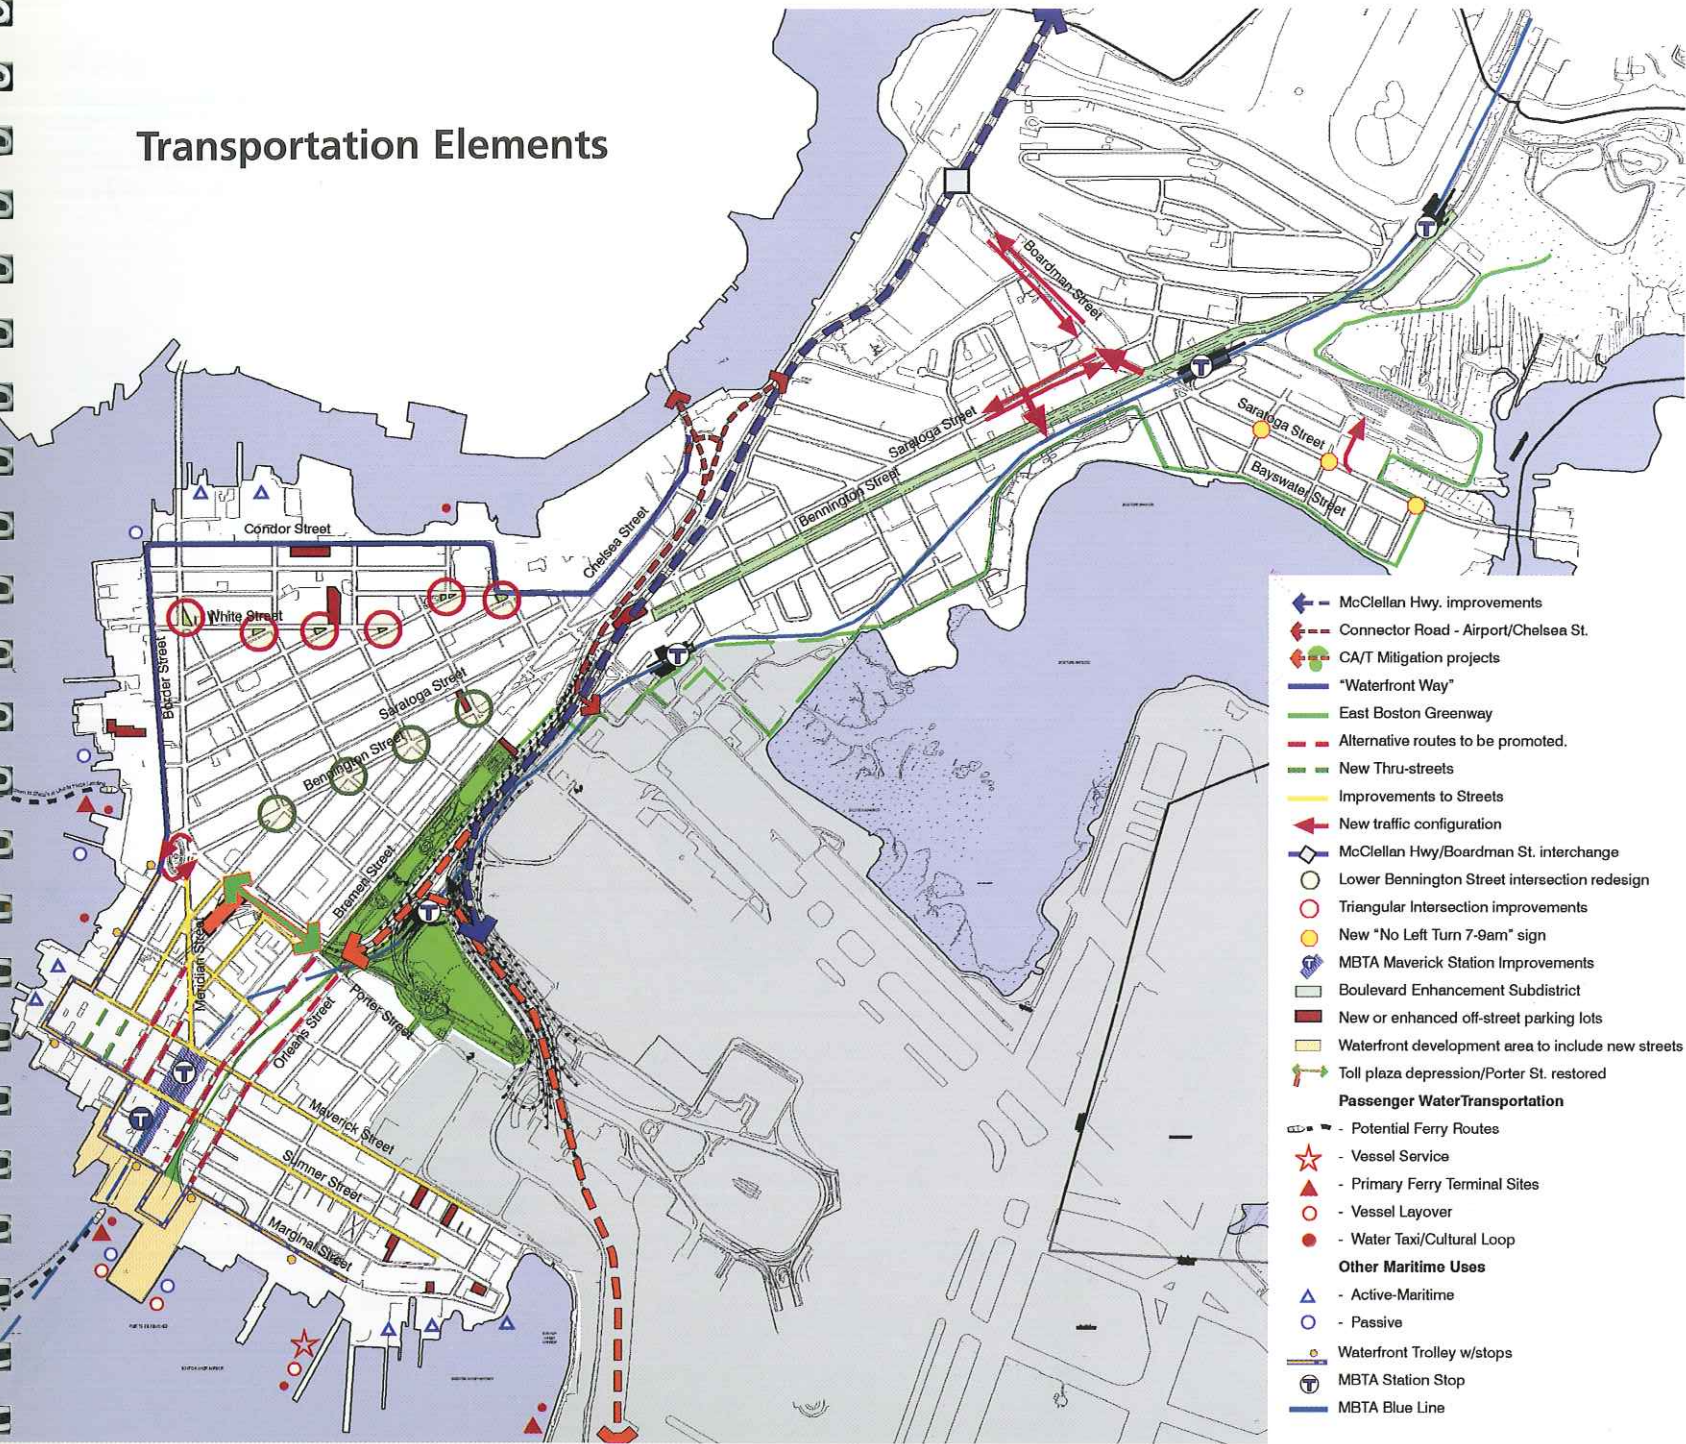 Transportation Elements
Boardman Street
Saratoga Street
Saratoga Street
Bennington Street
Bayswater Street
Condor Street
Chelsea Street
White Street
Border Street
Saratoga Street
Bennington Street
Bremen Street
Meridian Street
Porter Street
Orleans Street
Maverick Street
Sumner Street
Marginal Street
T
T
T
T
T
T
McClellan Hwy. improvements
Connector Road - Airport/Chelsea St.
CA/T Mitigation projects
"Waterfront Way"
East Boston Greenway
Alternative routes to be promoted.
New Thru-streets
Improvements to Streets
New traffic configuration
McClellan Hwy/Boardman St. interchange
Lower Bennington Street intersection redesign
Triangular Intersection improvements
New "No Left Turn 7-9am" sign
T MBTA Maverick Station Improvements
Boulevard Enhancement Subdistrict
New or enhanced off-street parking lots
Waterfront development area to include new streets
Toll plaza depression/Porter St. restored
Passenger WaterTransportation
- Potential Ferry Routes
- Vessel Service
- Primary Ferry Terminal Sites
- Vessel Layover
- Water Taxi/Cultural Loop
Other Maritime Uses
- Active-Maritime
- Passive
Waterfront Trolley w/stops
T MBTA Station Stop
MBTA Blue Line